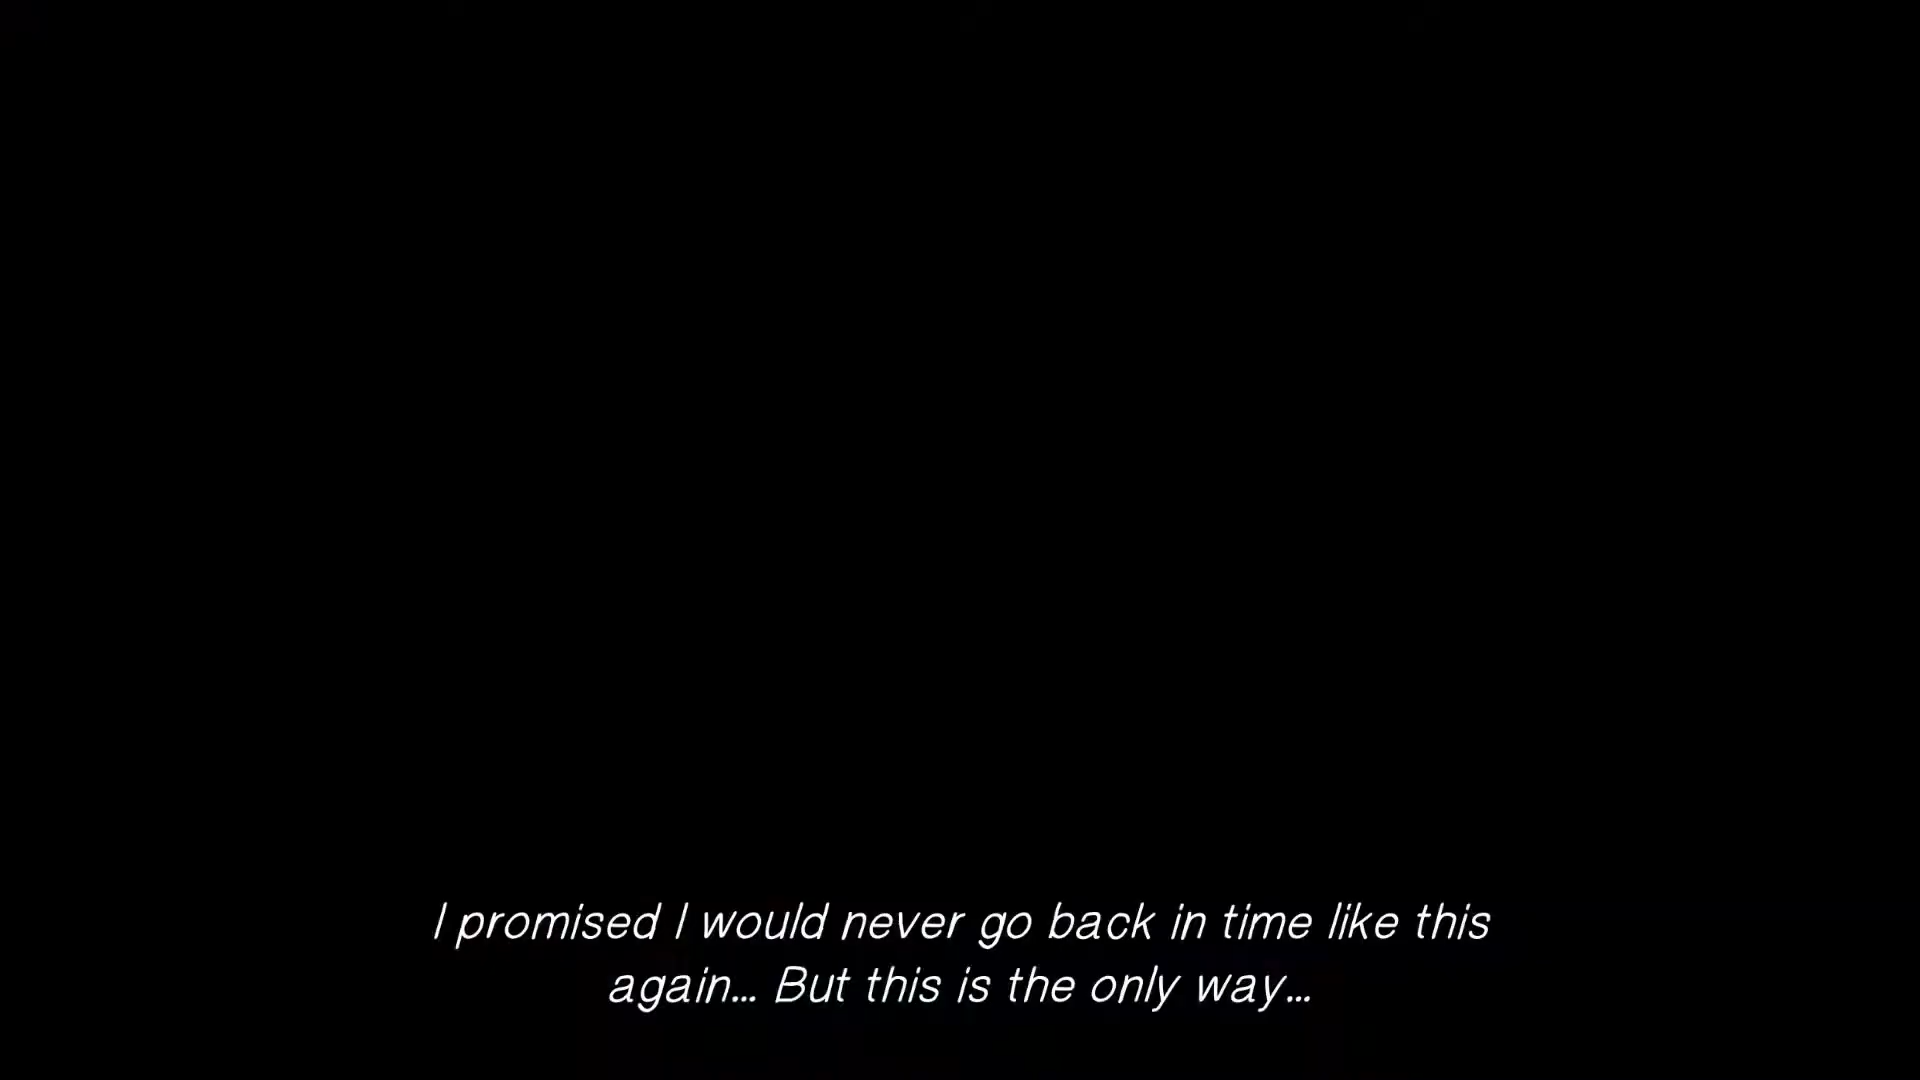 I promised I would never go back in time like this
again... But this is the only way...